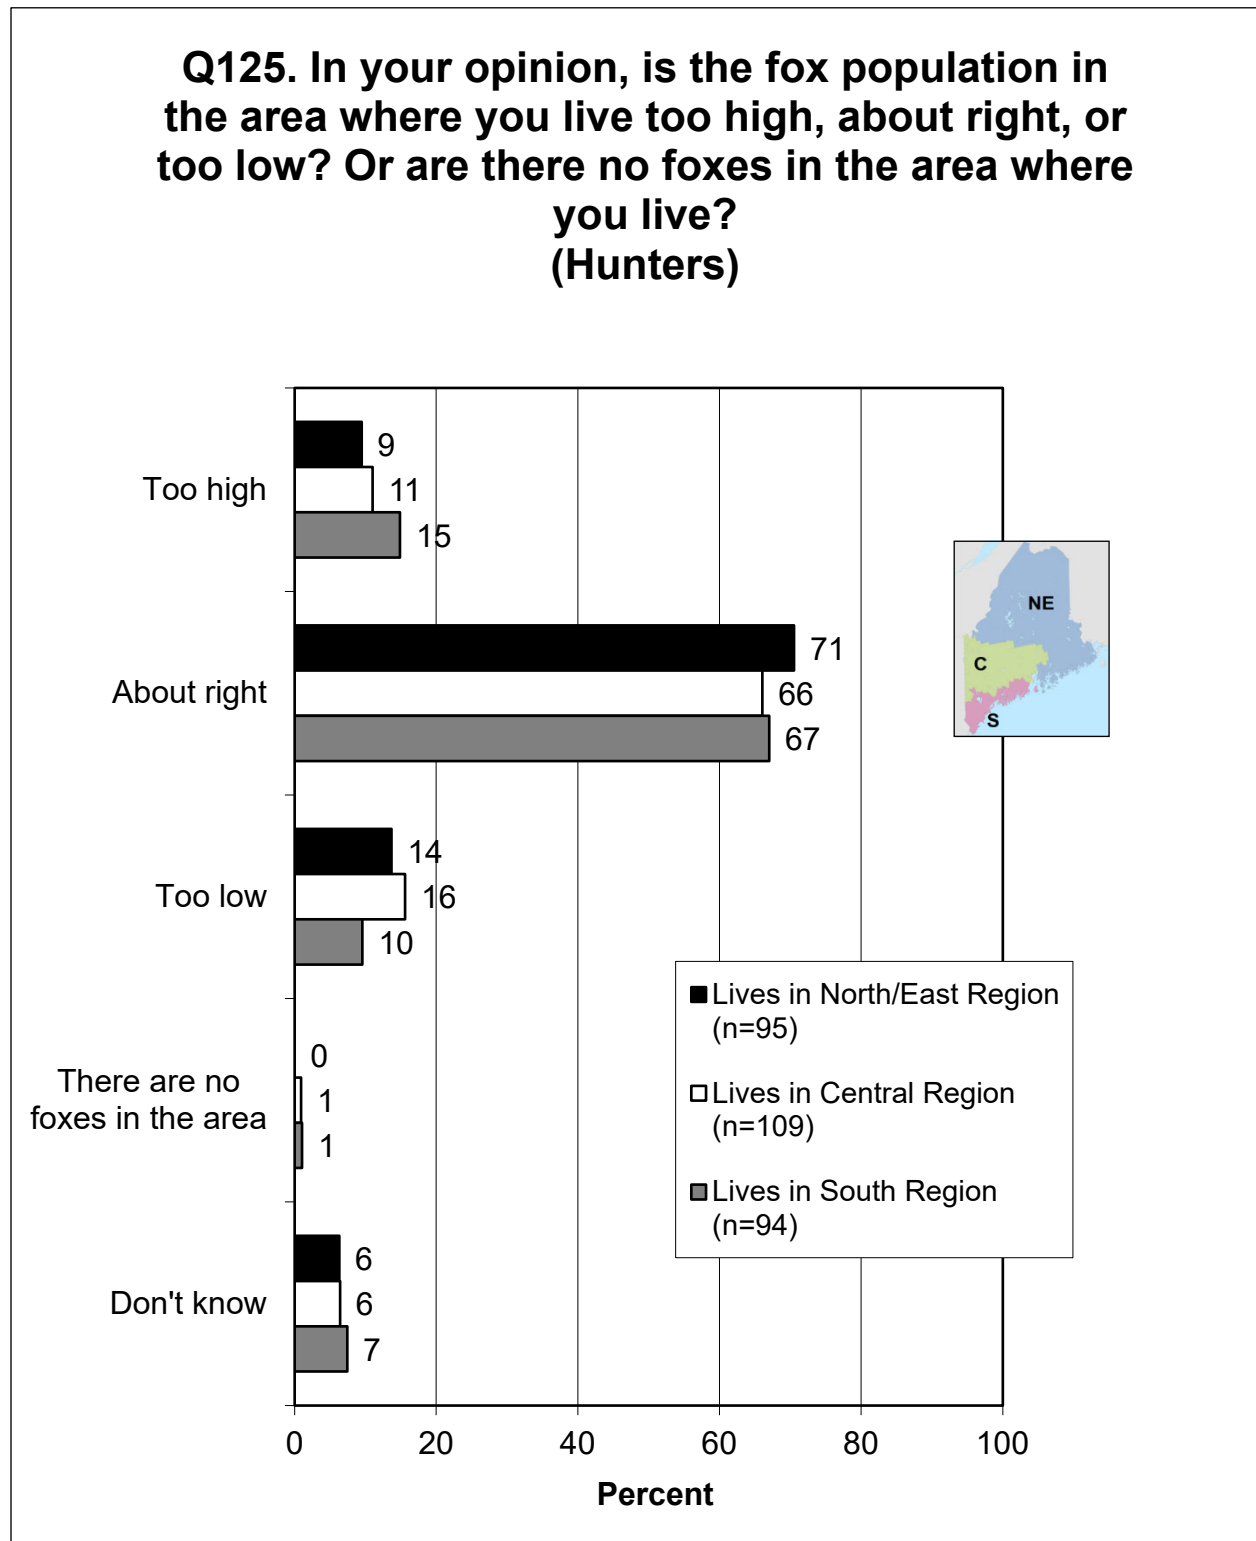 Q125. In your opinion, is the fox population in
the area where you live too high, about right, or
too low? Or are there no foxes in the area where
you live?
(Hunters)
Too high
9
11
15
About right
71
66
67
Too low
14
16
10
There are no
foxes in the area
0
1
1
Don't know
6
6
7
NE
C
S
Lives in North/East Region
(n=95)
Lives in Central Region
(n=109)
Lives in South Region
(n=94)
0 20 40 60 80 100
Percent